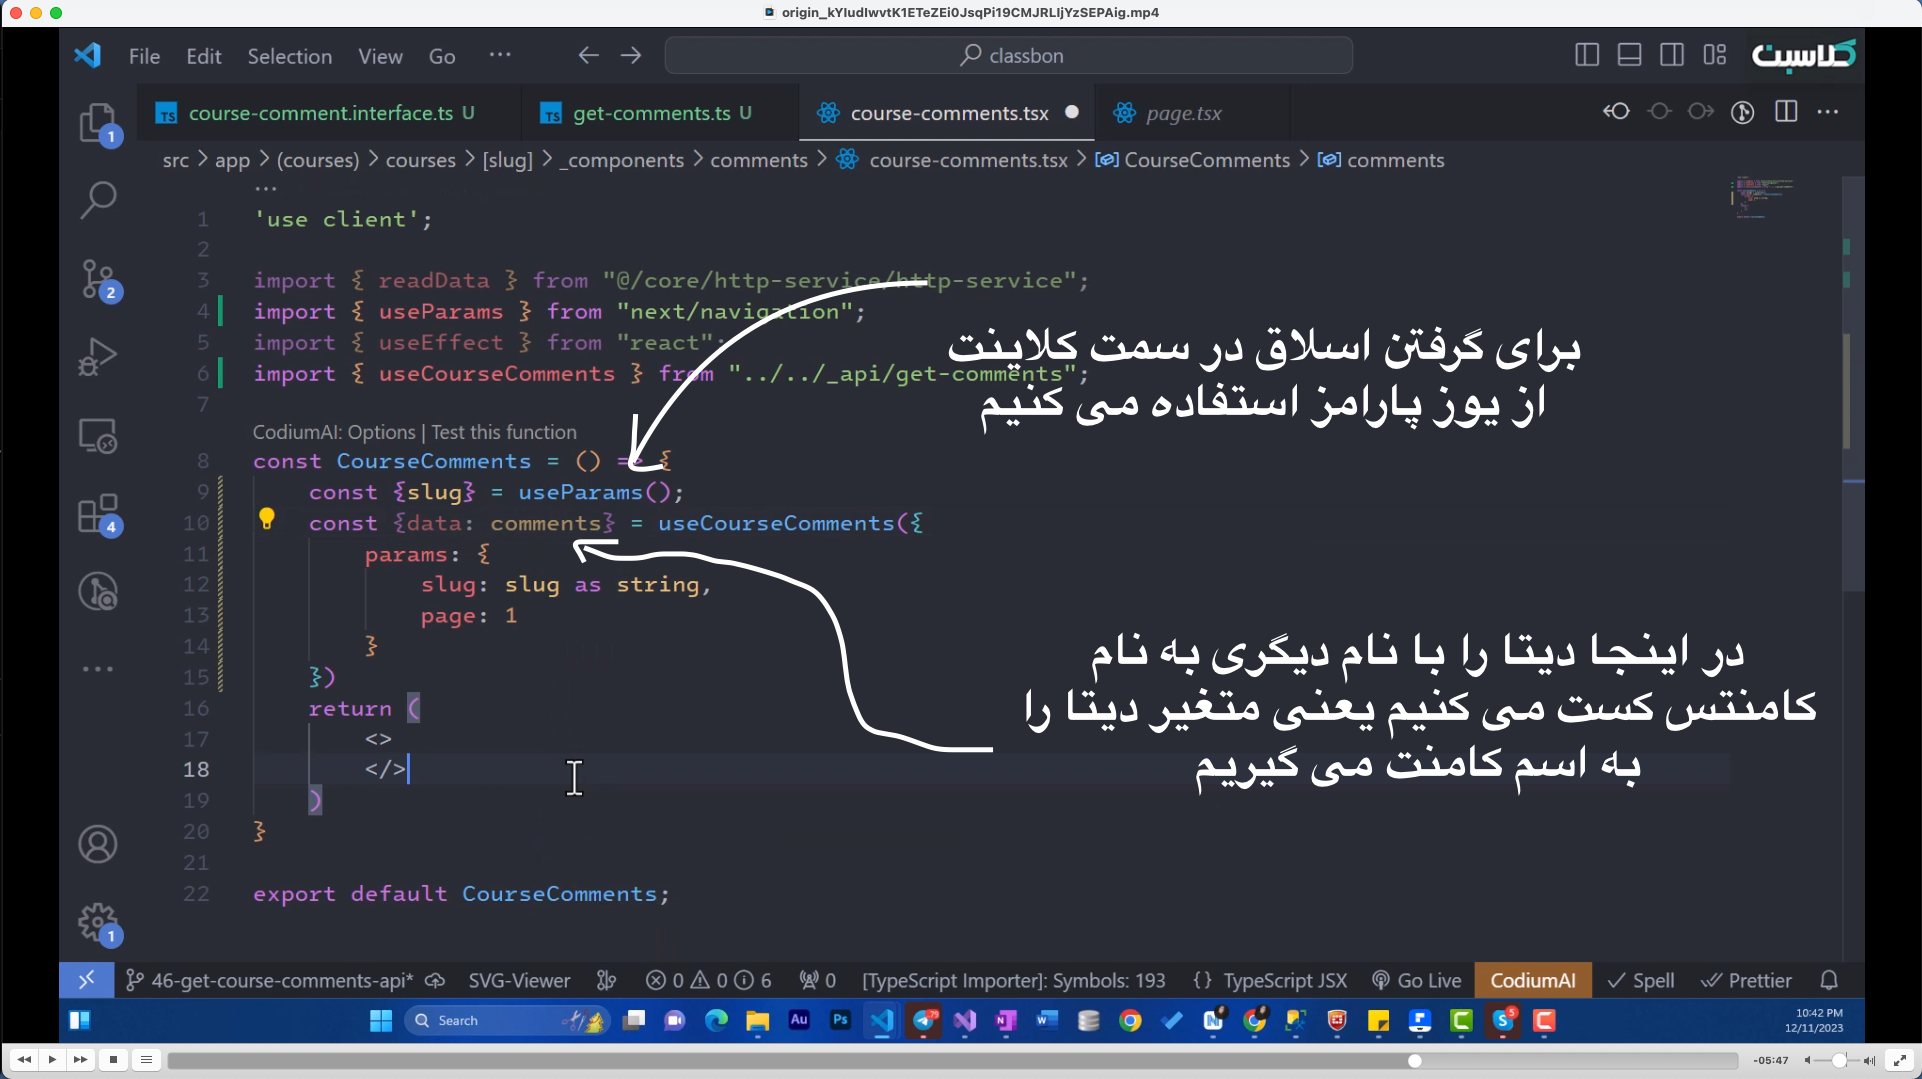 origin_kYIudIwvtK1ETeZEi0JsqPi19CMJRLIjYzSEPAig.mp4
File Edit Selection View Go ··· classbon
کلاسبن
course-comment.interface.ts U get-comments.ts U course-comments.tsx page.tsx
src > app > (courses) > courses > [slug] > _components > comments > course-comments.tsx > CourseComments > comments
...
1 'use client';
2
3 import { readData } from "@/core/http-service/http-service";
4 import { useParams } from "next/navigation";
5 import { useEffect } from "react";
6 import { useCourseComments } from "../../_api/get-comments";
7
CodiumAI: Options | Test this function
8 const CourseComments = () => {
9 const {slug} = useParams();
10 const {data: comments} = useCourseComments({
11 params: {
12 slug: slug as string,
13 page: 1
14 }
15 })
16 return (
17 <>
18 </>
19 )
20 }
21
22 export default CourseComments;
برای گرفتن اسلاق در سمت کلاینت
از یوز پارامز استفاده می کنیم
در اینجا دیتا را با نام دیگری به نام
کامنتس کست می کنیم یعنی متغیر دیتا را
به اسم کامنت می گیریم
1
2
4
1
46-get-course-comments-api* SVG-Viewer 0 0 6 0 [TypeScript Importer]: Symbols: 193 {} TypeScript JSX Go Live CodiumAI Spell Prettier
Search Au Ps 79 5 10:42 PM
12/11/2023
-05:47